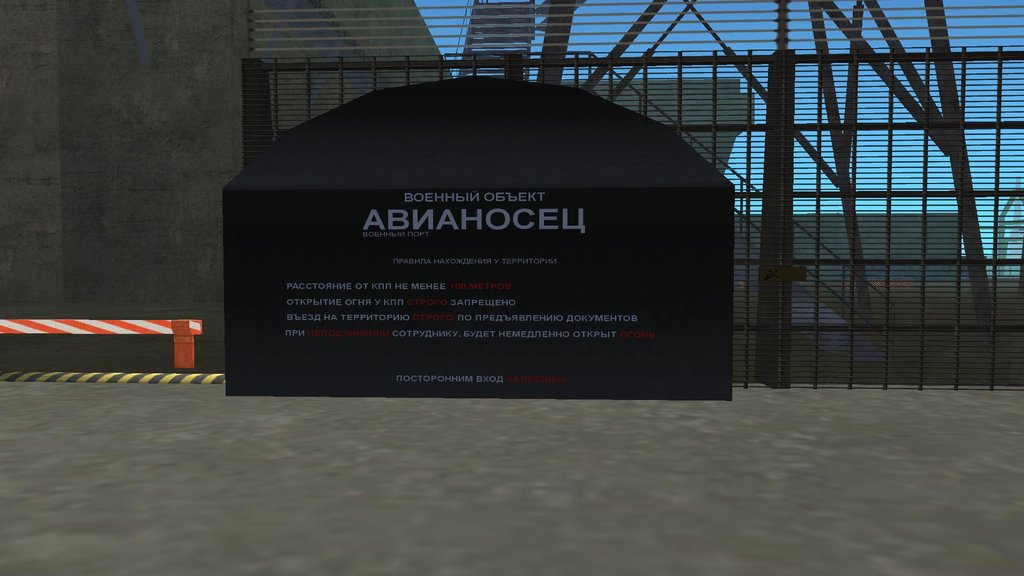 ВОЕННЫЙ ОБЪЕКТ
АВИАНОСЕЦ
ВОЕННЫЙ ПОРТ
ПРАВИЛА НАХОЖДЕНИЯ У ТЕРРИТОРИИ
РАССТОЯНИЕ ОТ КПП НЕ МЕНЕЕ 100 МЕТРОВ
ОТКРЫТИЕ ОГНЯ У КПП СТРОГО ЗАПРЕЩЕНО
ВЪЕЗД НА ТЕРРИТОРИЮ СТРОГО ПО ПРЕДЪЯВЛЕНИЮ ДОКУМЕНТОВ
ПРИ НЕПОДЧИНЕНИИ СОТРУДНИКУ, БУДЕТ НЕМЕДЛЕННО ОТКРЫТ ОГОНЬ
ПОСТОРОННИМ ВХОД ЗАПРЕЩЕН